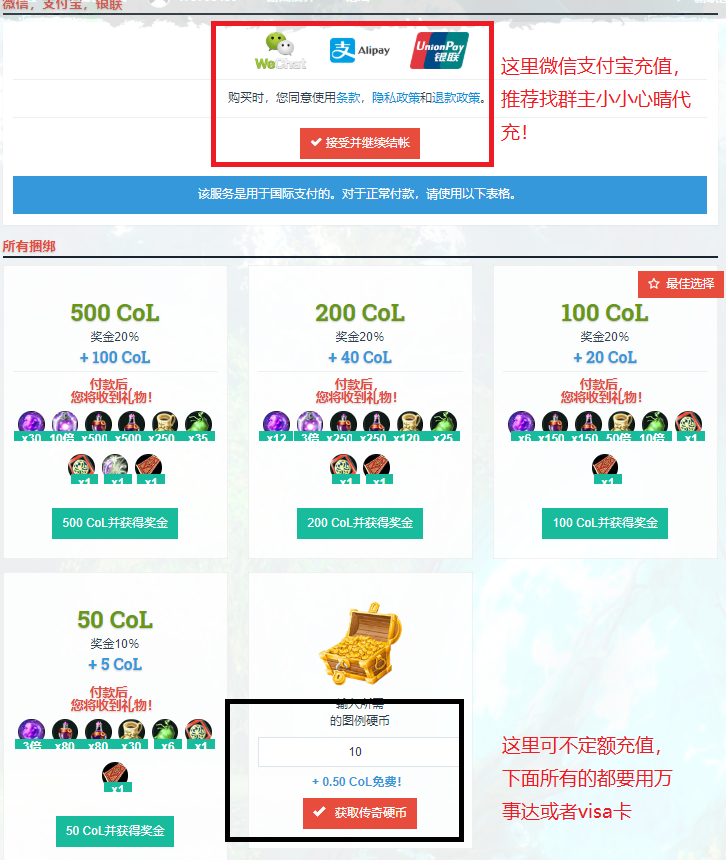 微信，支付宝，银联
WeChat
支 Alipay
UnionPay
银联
这里微信支付宝充值，
推荐找群主小小心晴代
充！
购买时，您同意使用条款，隐私政策和退款政策。
接受并继续结帐
该服务是用于国际支付的。对于正常付款，请使用以下表格。
所有捆绑
最佳选择
500 CoL
奖金20%
+ 100 CoL
付款后，
您将收到礼物！
x30 10倍 x500 x500 x250 x35
x1 x1 x1
500 CoL并获得奖金
200 CoL
奖金20%
+ 40 CoL
付款后，
您将收到礼物！
x12 3倍 x250 x250 x120 x25
x1 x1
200 CoL并获得奖金
100 CoL
奖金20%
+ 20 CoL
付款后，
您将收到礼物！
x6 x150 x150 50倍 10倍 x1
x1
100 CoL并获得奖金
50 CoL
奖金10%
+ 5 CoL
付款后，
您将收到礼物！
3倍 x80 x80 x30 x6 x1
x1
50 CoL并获得奖金
输入所需
的图例硬币
10
+ 0.50 CoL免费！
获取传奇硬币
这里可不定额充值，
下面所有的都要用万
事达或者visa卡